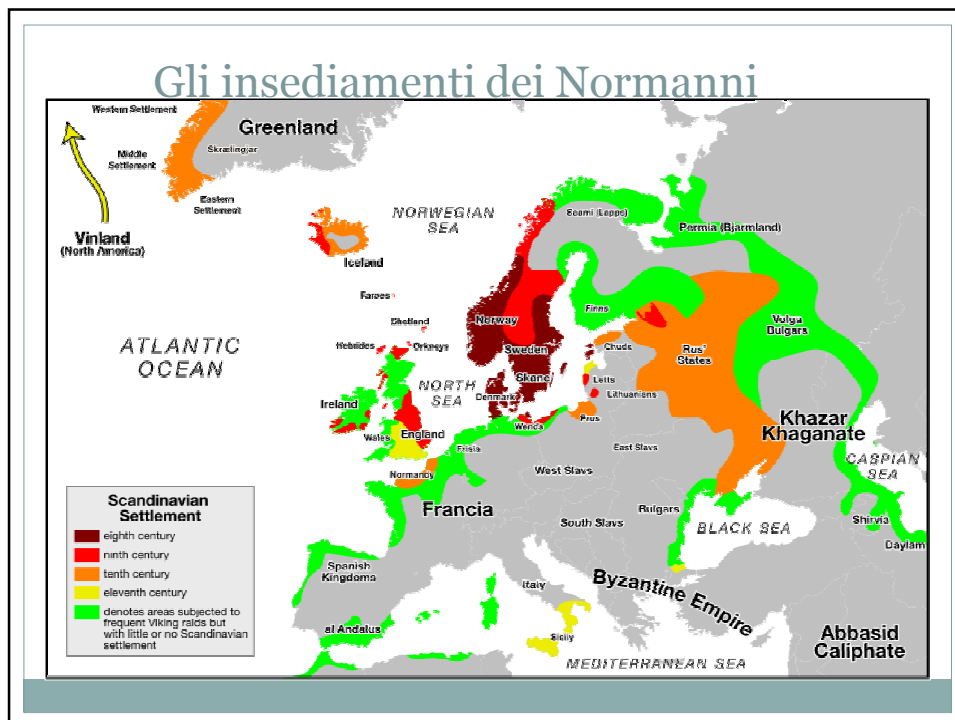 Gli insediamenti dei Normanni
Western Settlement
Greenland
Skrælingjar
Middle
Settlement
Eastern
Settlement
Vinland
(North America)
NORWEGIAN
SEA
Saami (Lapps)
Permia (Bjarmland)
Iceland
Faroes
Shetland
Norway
Finns
Volga
Bulgars
ATLANTIC
OCEAN
Hebrides
Orkneys
Sweden
Chuds
Rus'
States
NORTH
SEA
Skåne
Denmark
Letts
Lithuanians
Ireland
Wales
England
Wends
Prus
Khazar
Khaganate
Frisia
East Slavs
CASPIAN
SEA
Normandy
West Slavs
Francia
South Slavs
Bulgars
BLACK SEA
Shirvia
Daylam
Scandinavian
Settlement
eighth century
ninth century
tenth century
eleventh century
denotes areas subjected to
frequent Viking raids but
with little or no Scandinavian
settlement
Spanish
Kingdoms
Italy
Byzantine Empire
al Andalus
Sicily
Abbasid
Caliphate
MEDITERRANEAN SEA